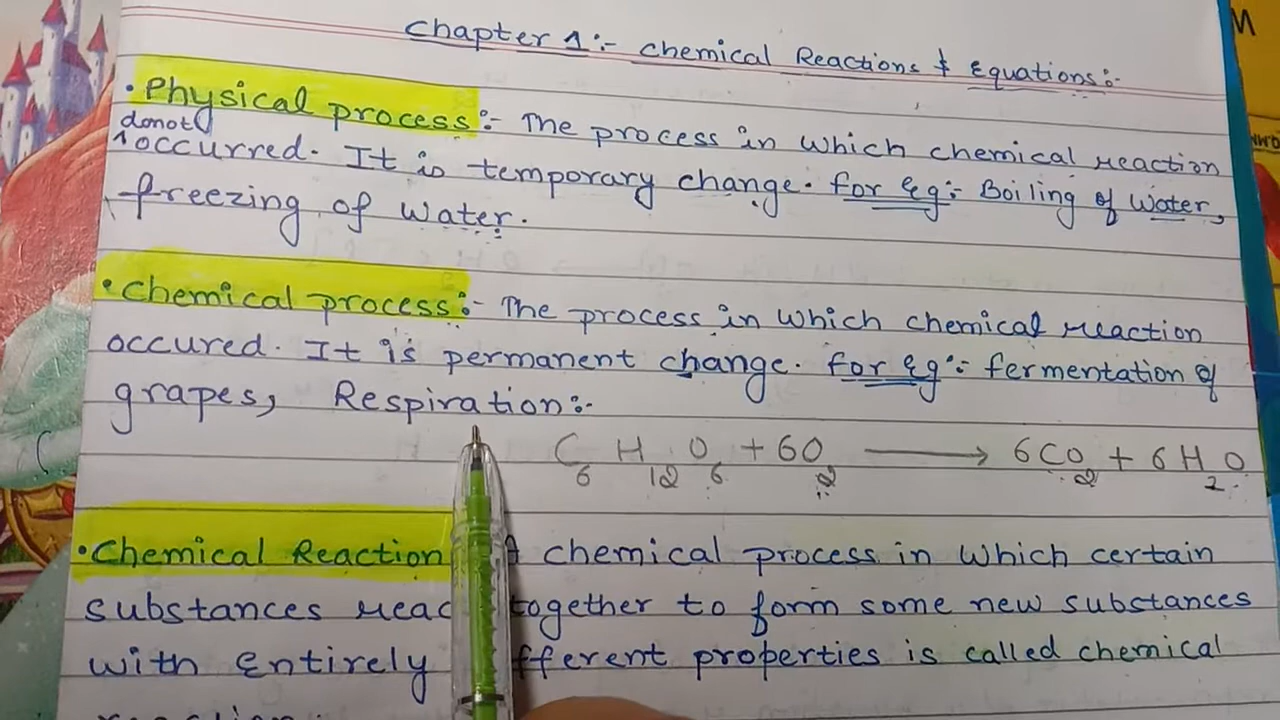 Chapter 1:- Chemical Reactions & Equations:-
• Physical process:- The process in which chemical reaction
donot
occurred. It is temporary change. for eg:- Boiling of Water,
freezing of water.
• Chemical process:- The process in which chemical reaction
occured. It is permanent change. for eg:- fermentation of
grapes, Respiration:-
C6H12O6 + 6O2 ⟶ 6CO2 + 6H2O
• Chemical Reaction chemical process in which certain
substances together to form some new substances
with entirely properties is called chemical